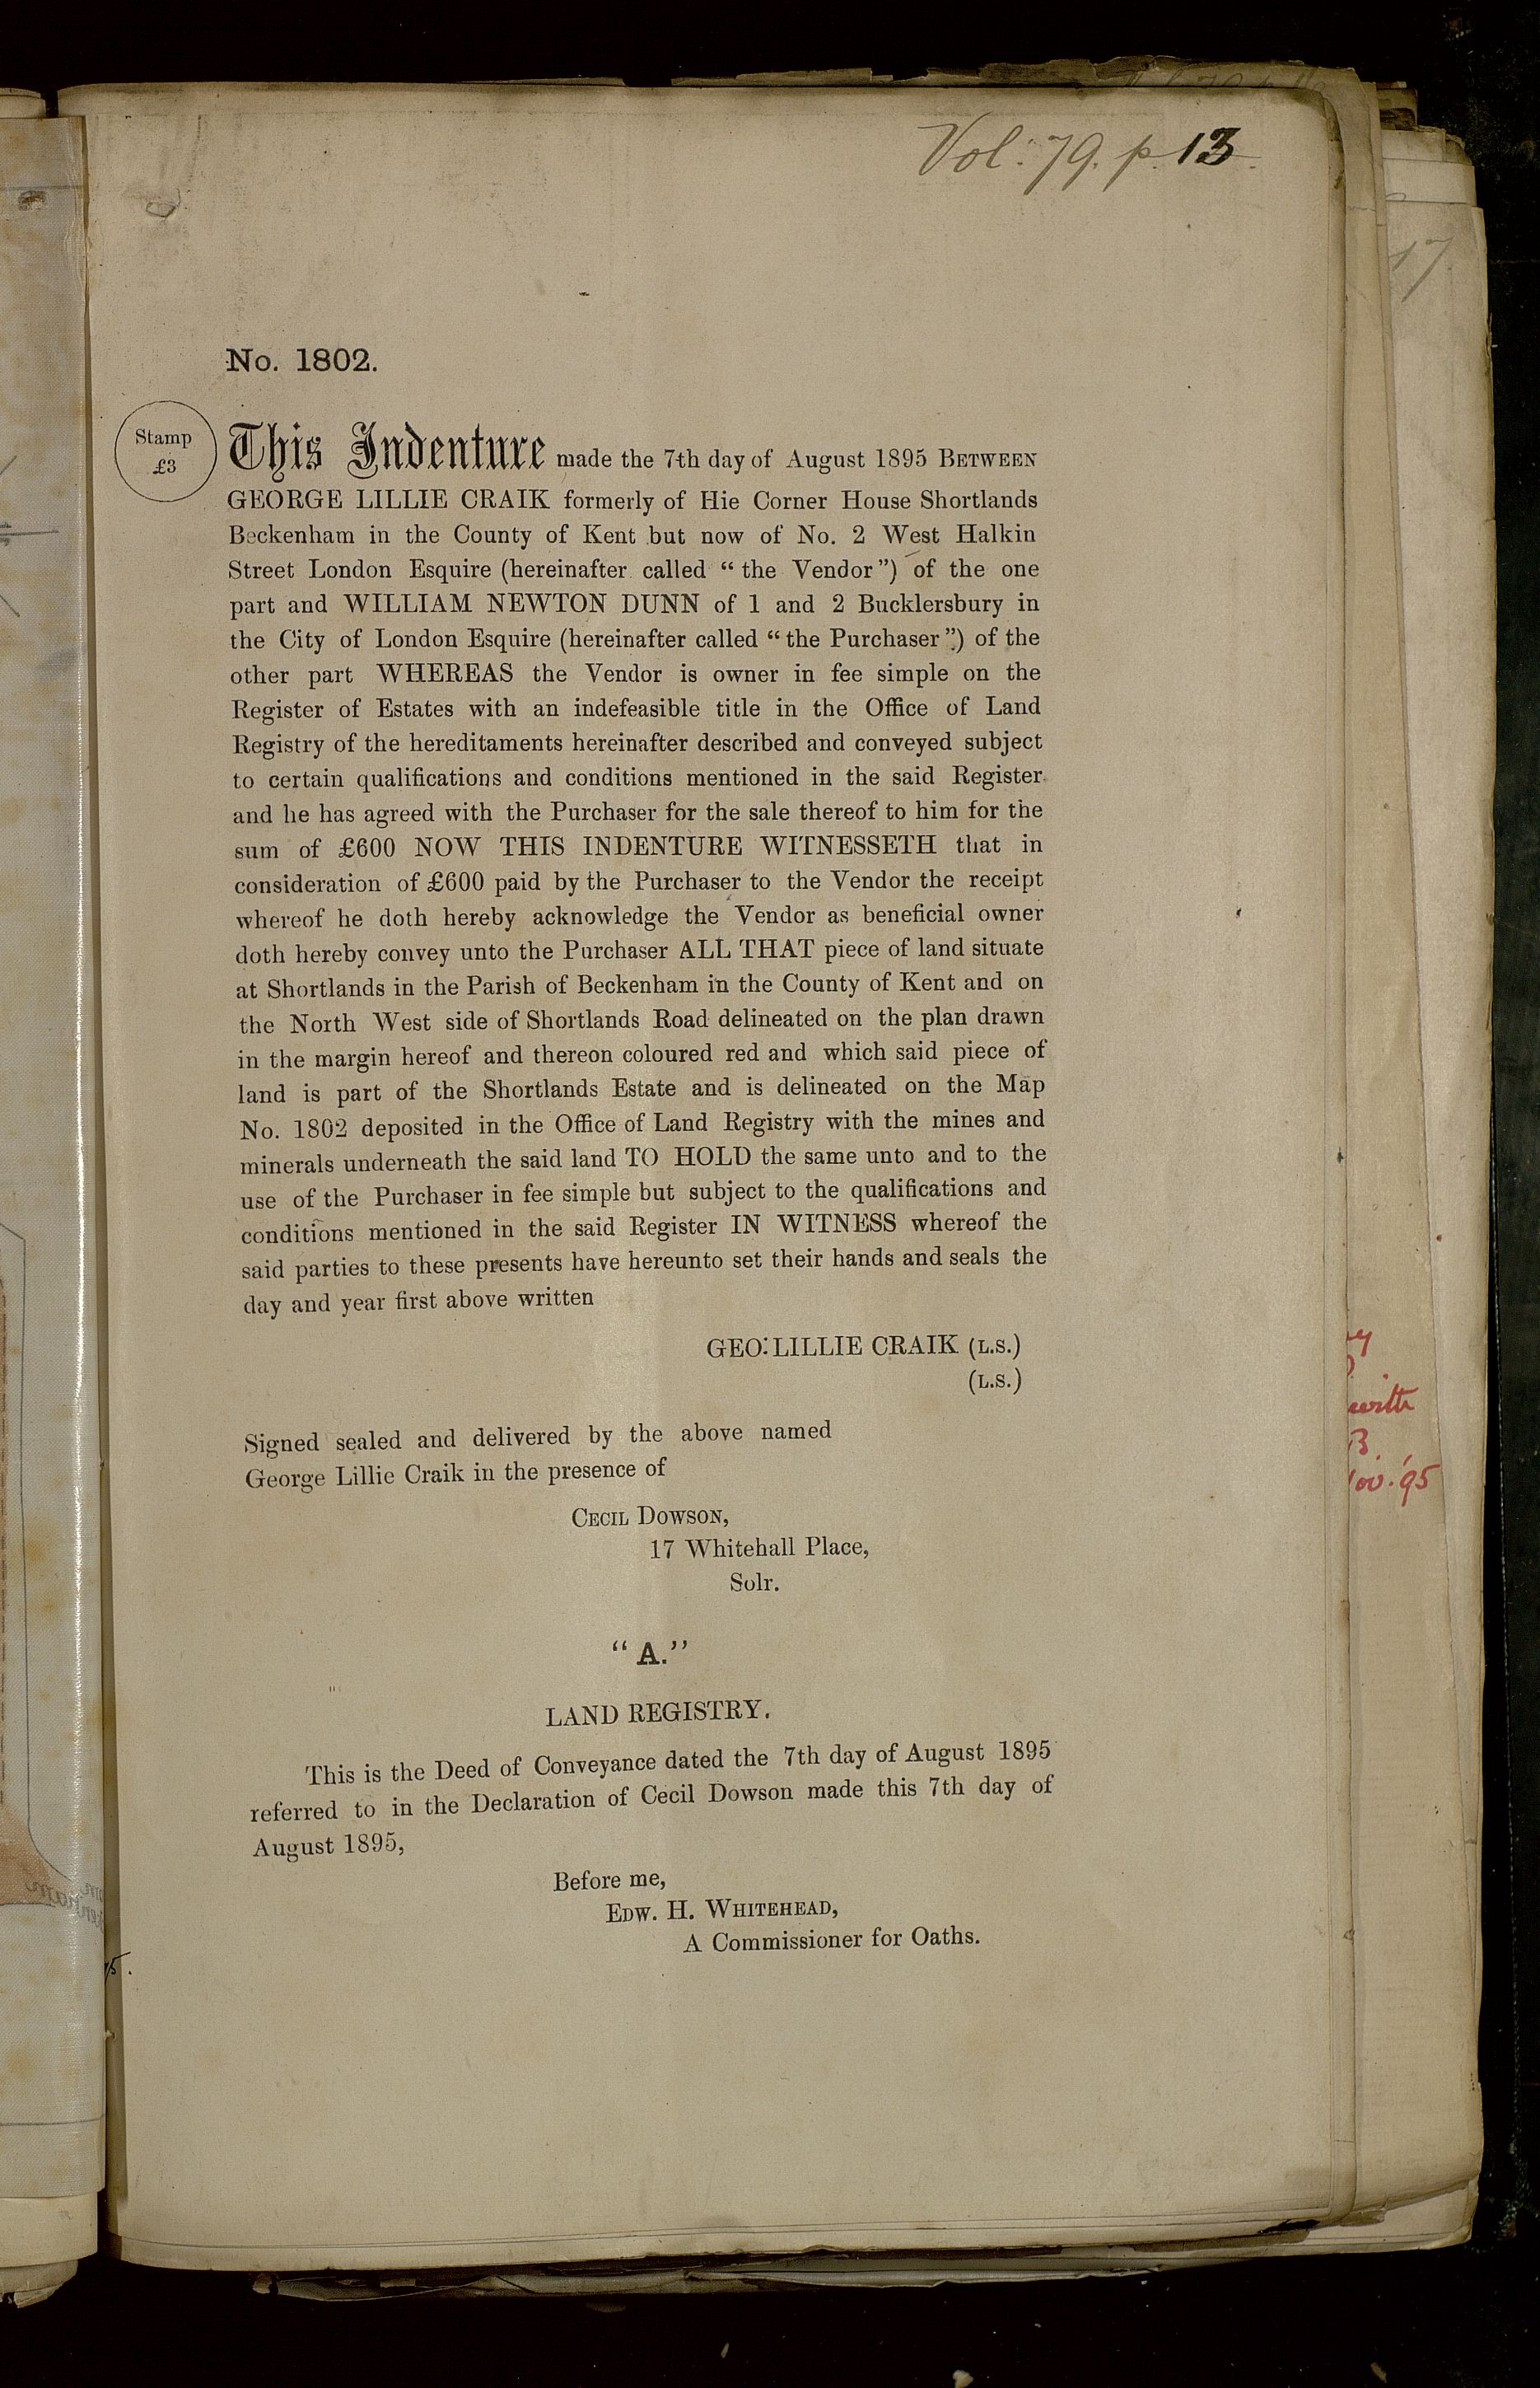 Vol: 79. p. 13
17
No. 1802.
Stamp
£3
This Indenture made the 7th day of August 1895 BETWEEN
GEORGE LILLIE CRAIK formerly of Hie Corner House Shortlands
Beckenham in the County of Kent but now of No. 2 West Halkin
Street London Esquire (hereinafter called “the Vendor”) of the one
part and WILLIAM NEWTON DUNN of 1 and 2 Bucklersbury in
the City of London Esquire (hereinafter called “the Purchaser”) of the
other part WHEREAS the Vendor is owner in fee simple on the
Register of Estates with an indefeasible title in the Office of Land
Registry of the hereditaments hereinafter described and conveyed subject
to certain qualifications and conditions mentioned in the said Register
and he has agreed with the Purchaser for the sale thereof to him for the
sum of £600 NOW THIS INDENTURE WITNESSETH that in
consideration of £600 paid by the Purchaser to the Vendor the receipt
whereof he doth hereby acknowledge the Vendor as beneficial owner
doth hereby convey unto the Purchaser ALL THAT piece of land situate
at Shortlands in the Parish of Beckenham in the County of Kent and on
the North West side of Shortlands Road delineated on the plan drawn
in the margin hereof and thereon coloured red and which said piece of
land is part of the Shortlands Estate and is delineated on the Map
No. 1802 deposited in the Office of Land Registry with the mines and
minerals underneath the said land TO HOLD the same unto and to the
use of the Purchaser in fee simple but subject to the qualifications and
conditions mentioned in the said Register IN WITNESS whereof the
said parties to these presents have hereunto set their hands and seals the
day and year first above written
GEO: LILLIE CRAIK (L.S.)
(L.S.)
Signed sealed and delivered by the above named
George Lillie Craik in the presence of
CECIL DOWSON,
17 Whitehall Place,
Solr.
“A.”
LAND REGISTRY.
This is the Deed of Conveyance dated the 7th day of August 1895
referred to in the Declaration of Cecil Dowson made this 7th day of
August 1895,
Before me,
EDW. H. WHITEHEAD,
A Commissioner for Oaths.
with
B.
'95